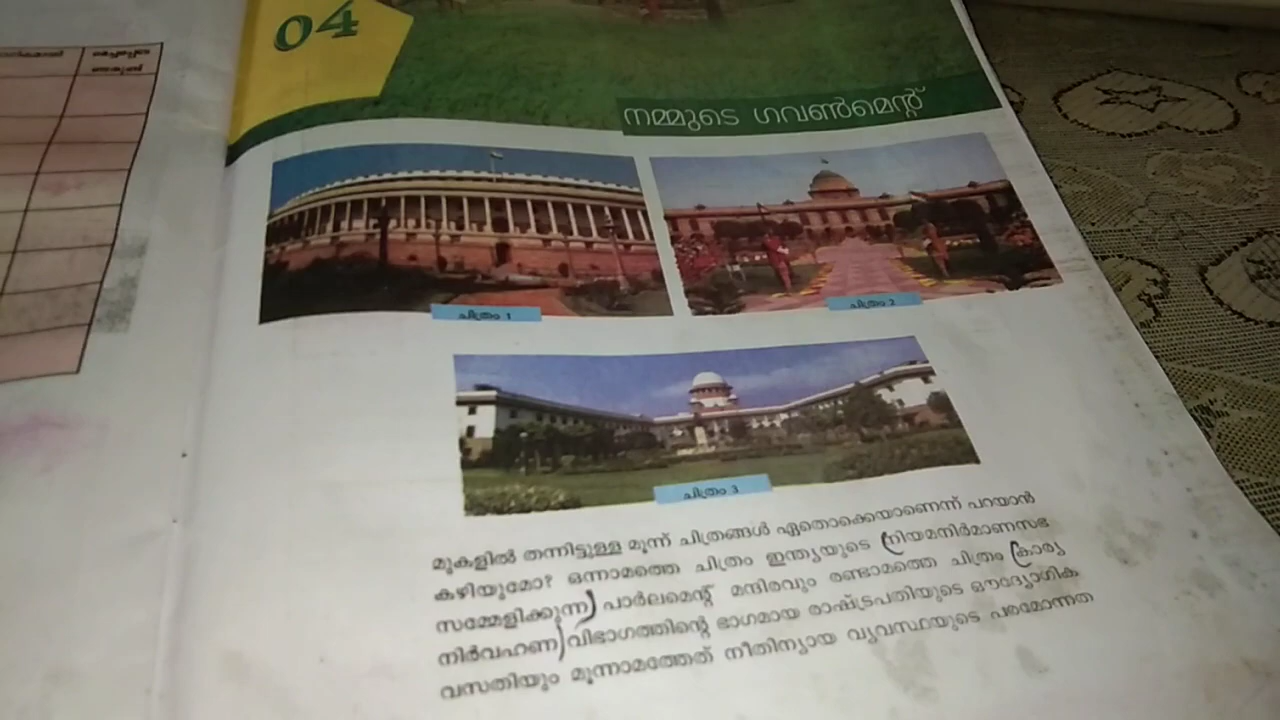 04
നമ്മുടെ ഗവൺമെന്റ്
ചിത്രം 1
ചിത്രം 2
ചിത്രം 3
മുകളിൽ തന്നിട്ടുള്ള മൂന്ന് ചിത്രങ്ങൾ ഏതൊക്കെയാണെന്ന് പറയാൻ
കഴിയുമോ? ഒന്നാമത്തെ ചിത്രം ഇന്ത്യയുടെ (നിയമനിർമാണസഭ
സമ്മേളിക്കുന്ന) പാർലമെന്റ് മന്ദിരവും രണ്ടാമത്തെ ചിത്രം (കാര്യ
നിർവഹണ) വിഭാഗത്തിന്റെ ഭാഗമായ രാഷ്ട്രപതിയുടെ ഔദ്യോഗിക
വസതിയും മൂന്നാമത്തേത് നീതിന്യായ വ്യവസ്ഥയുടെ പരമോന്നത